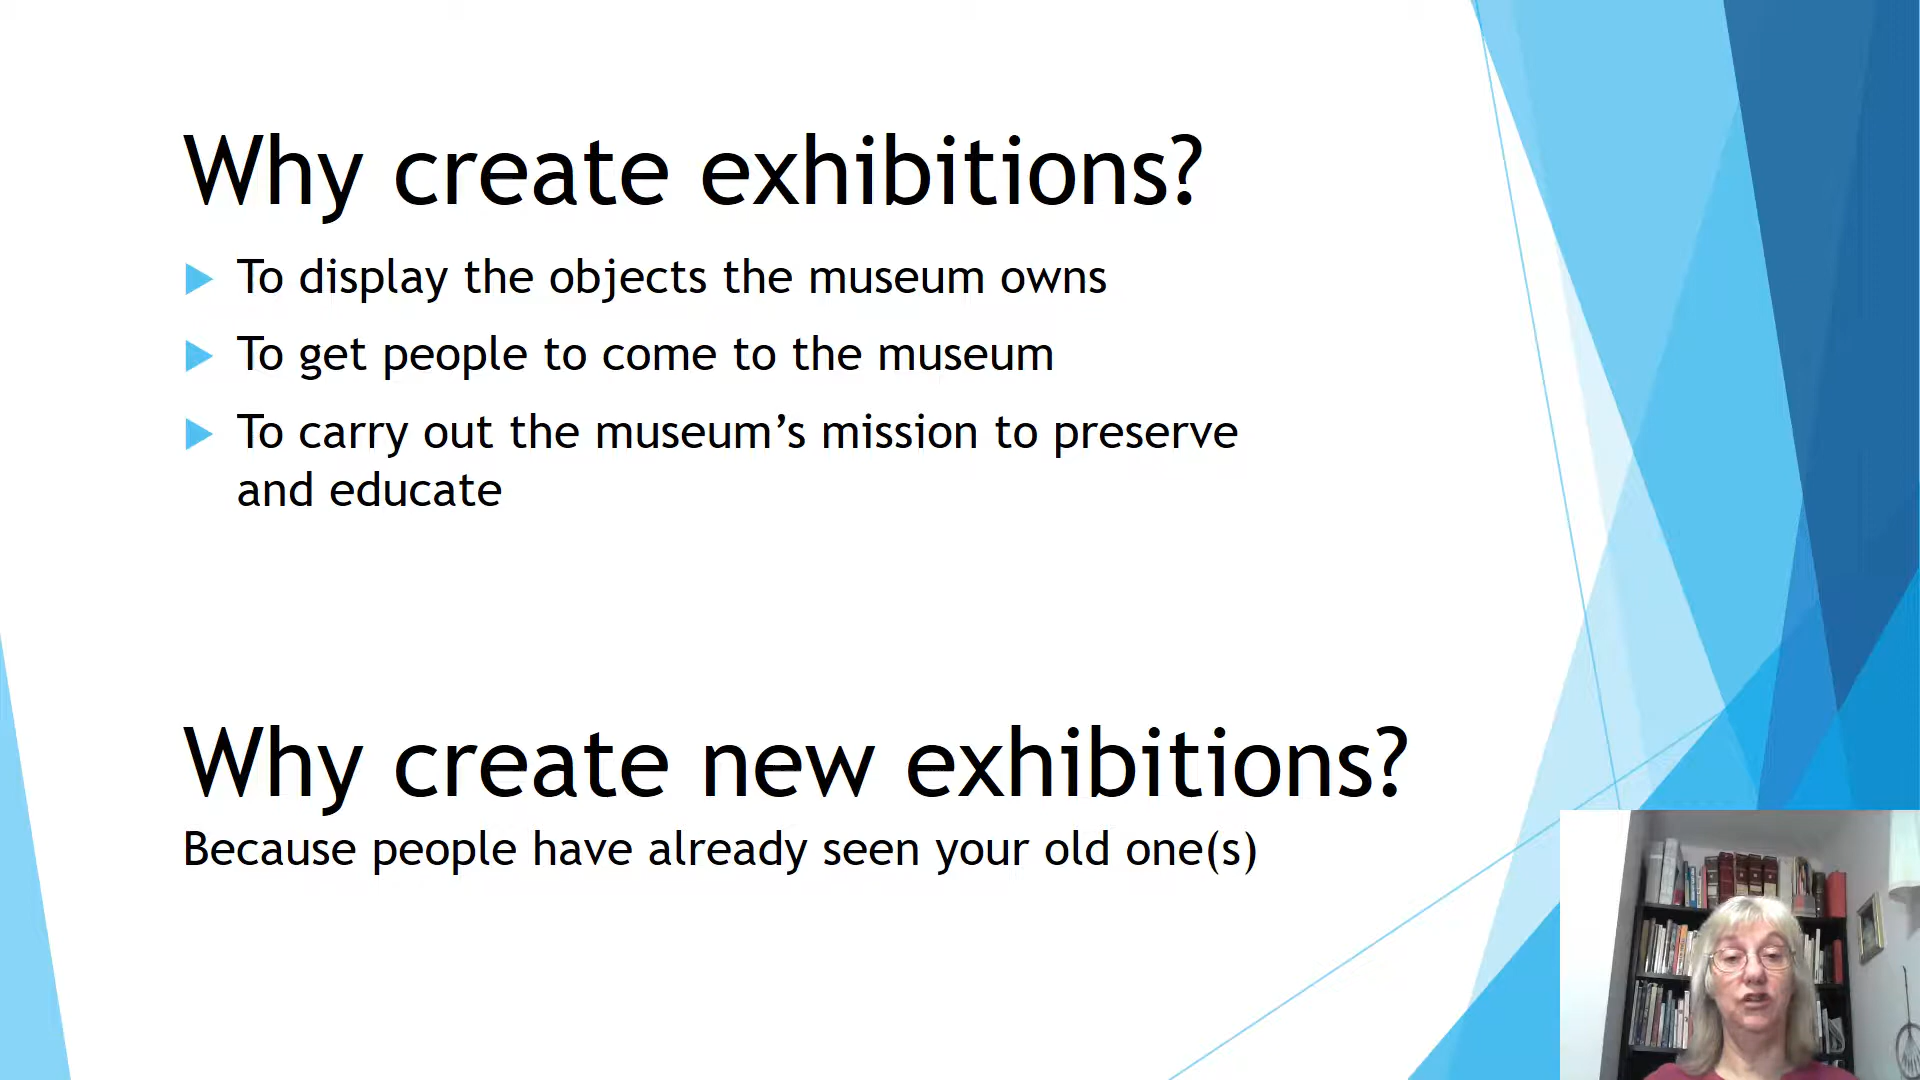 Why create exhibitions?
To display the objects the museum owns
To get people to come to the museum
To carry out the museum’s mission to preserve
and educate
Why create new exhibitions?
Because people have already seen your old one(s)